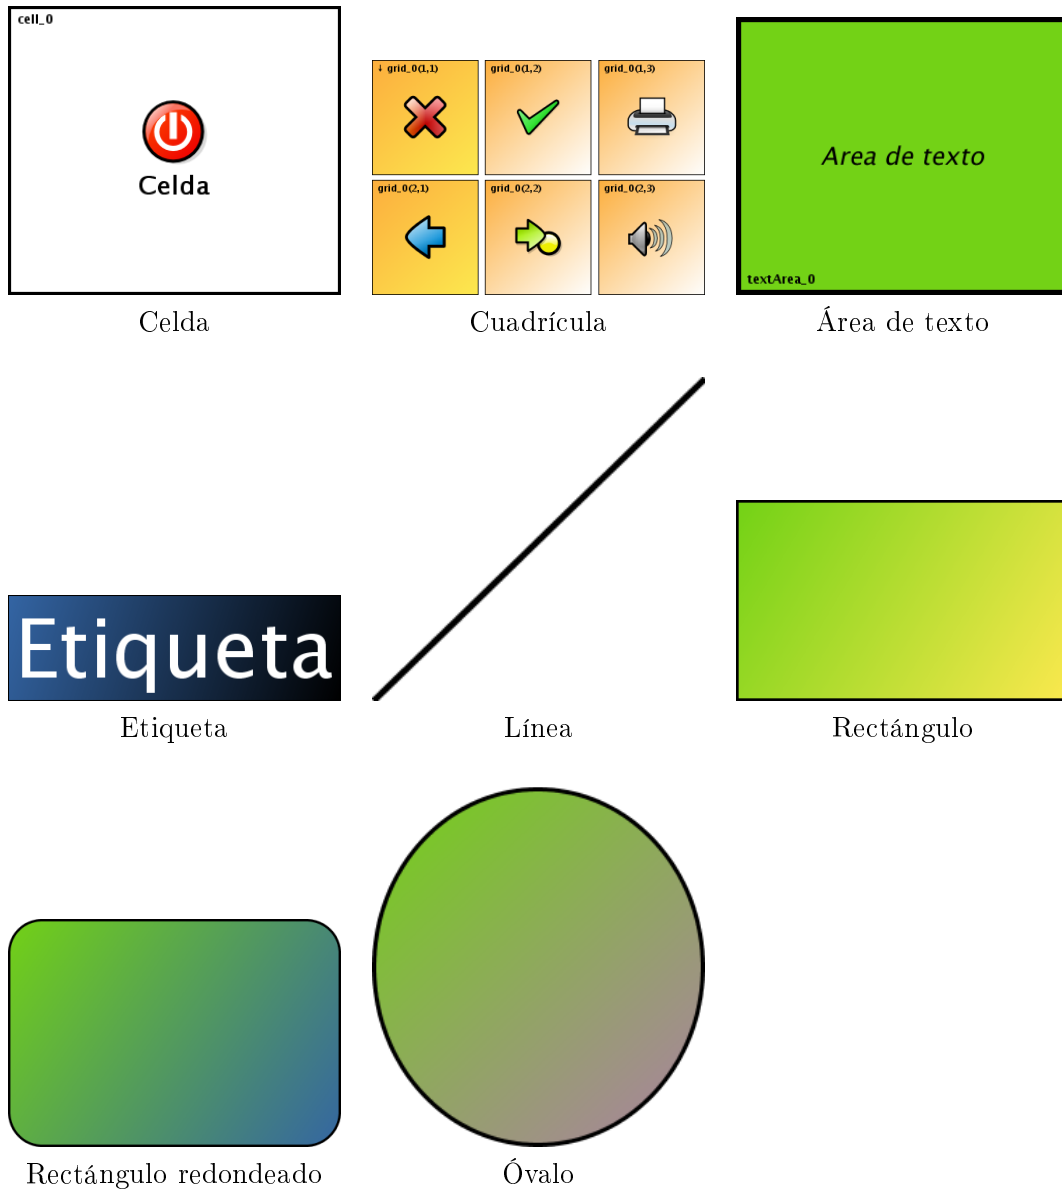 cell_0
Celda
Celda
↓ grid_0(1,1)
grid_0(1,2)
grid_0(1,3)
grid_0(2,1)
grid_0(2,2)
grid_0(2,3)
Cuadrícula
Area de texto
textArea_0
Área de texto
Etiqueta
Etiqueta
Línea
Rectángulo
Rectángulo redondeado
Óvalo